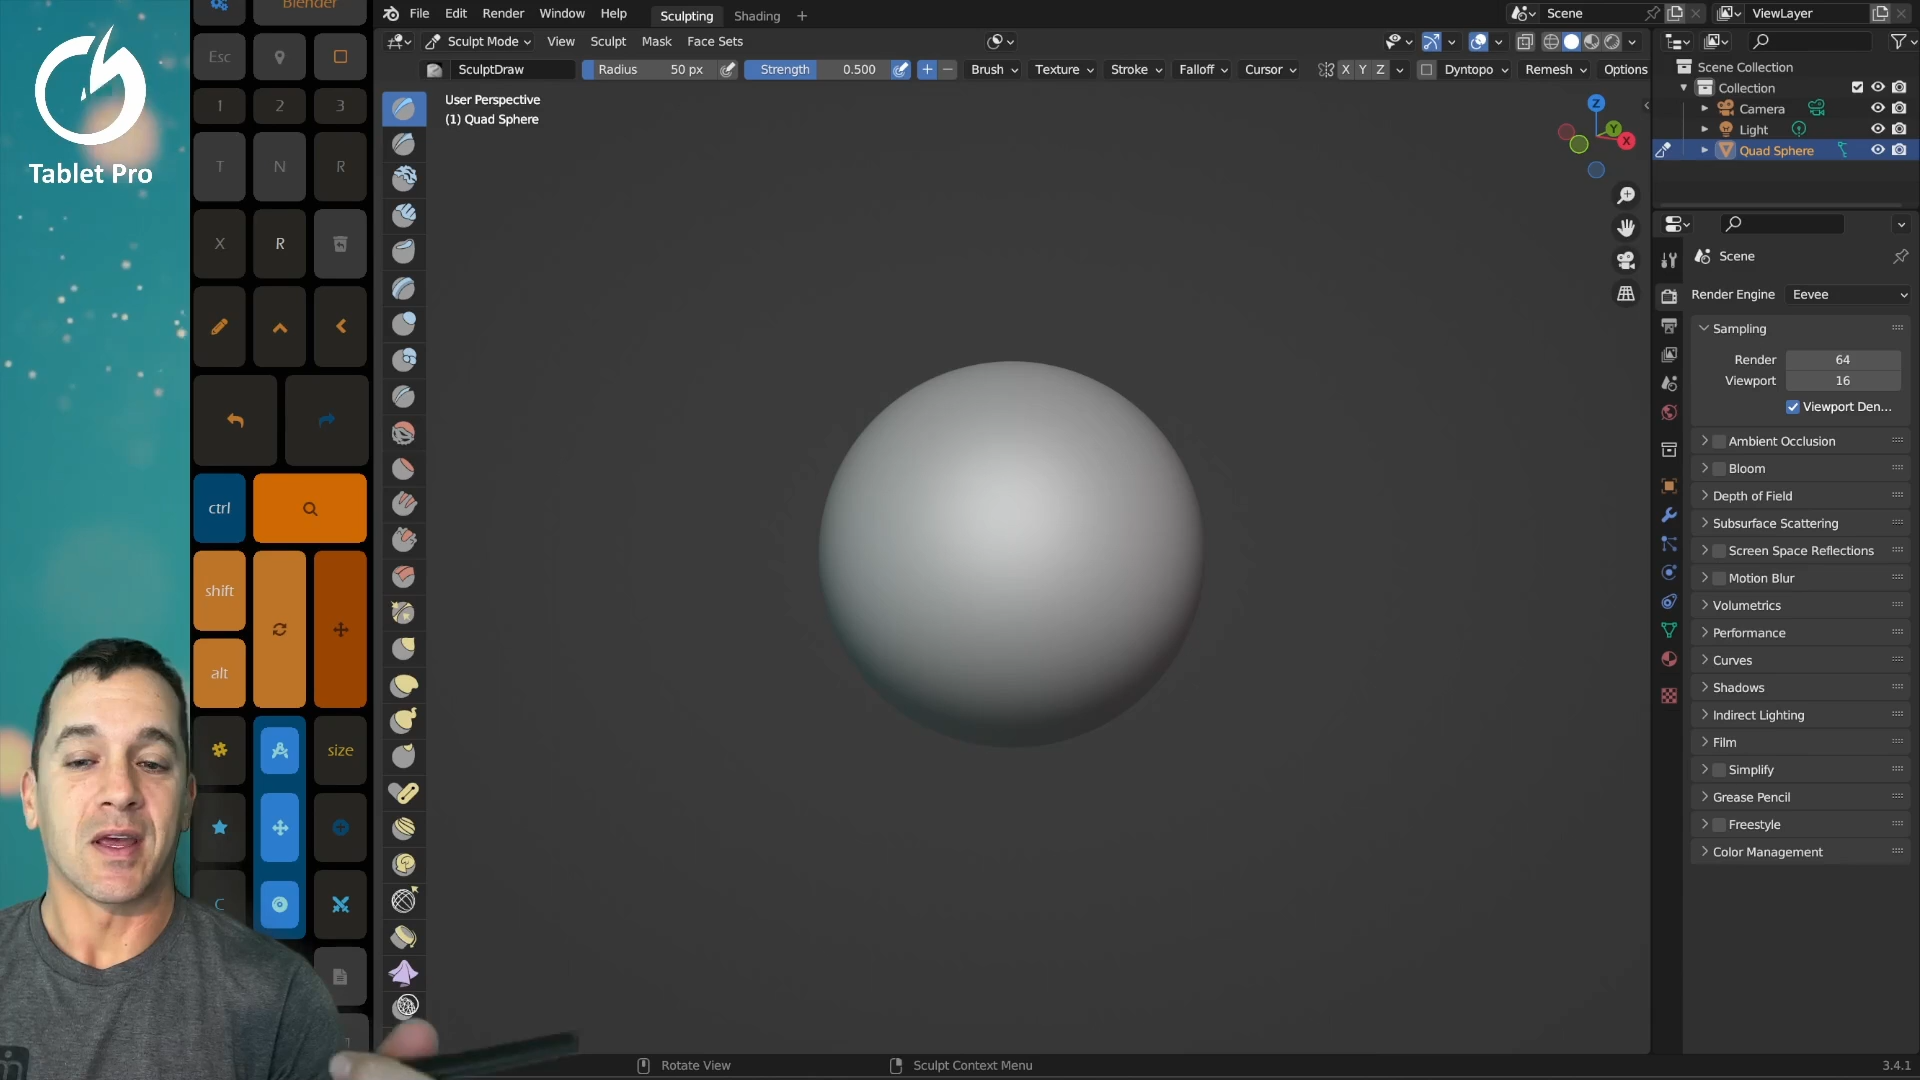 Blender
File Edit Render Window Help Sculpting Shading +
Scene
ViewLayer
Sculpt Mode View Sculpt Mask Face Sets
SculptDraw Radius 50 px Strength 0.500 + − Brush Texture Stroke Falloff Cursor X Y Z Dyntopo Remesh Options
User Perspective
(1) Quad Sphere
Tablet Pro
Esc
1 2 3
T N R
X R
ctrl
shift
alt
size
C
Z
Y
X
Scene Collection
Collection
Camera
Light
Quad Sphere
Scene
Render Engine Eevee
Sampling
Render 64
Viewport 16
Viewport Den...
Ambient Occlusion
Bloom
Depth of Field
Subsurface Scattering
Screen Space Reflections
Motion Blur
Volumetrics
Performance
Curves
Shadows
Indirect Lighting
Film
Simplify
Grease Pencil
Freestyle
Color Management
Rotate View
Sculpt Context Menu
3.4.1